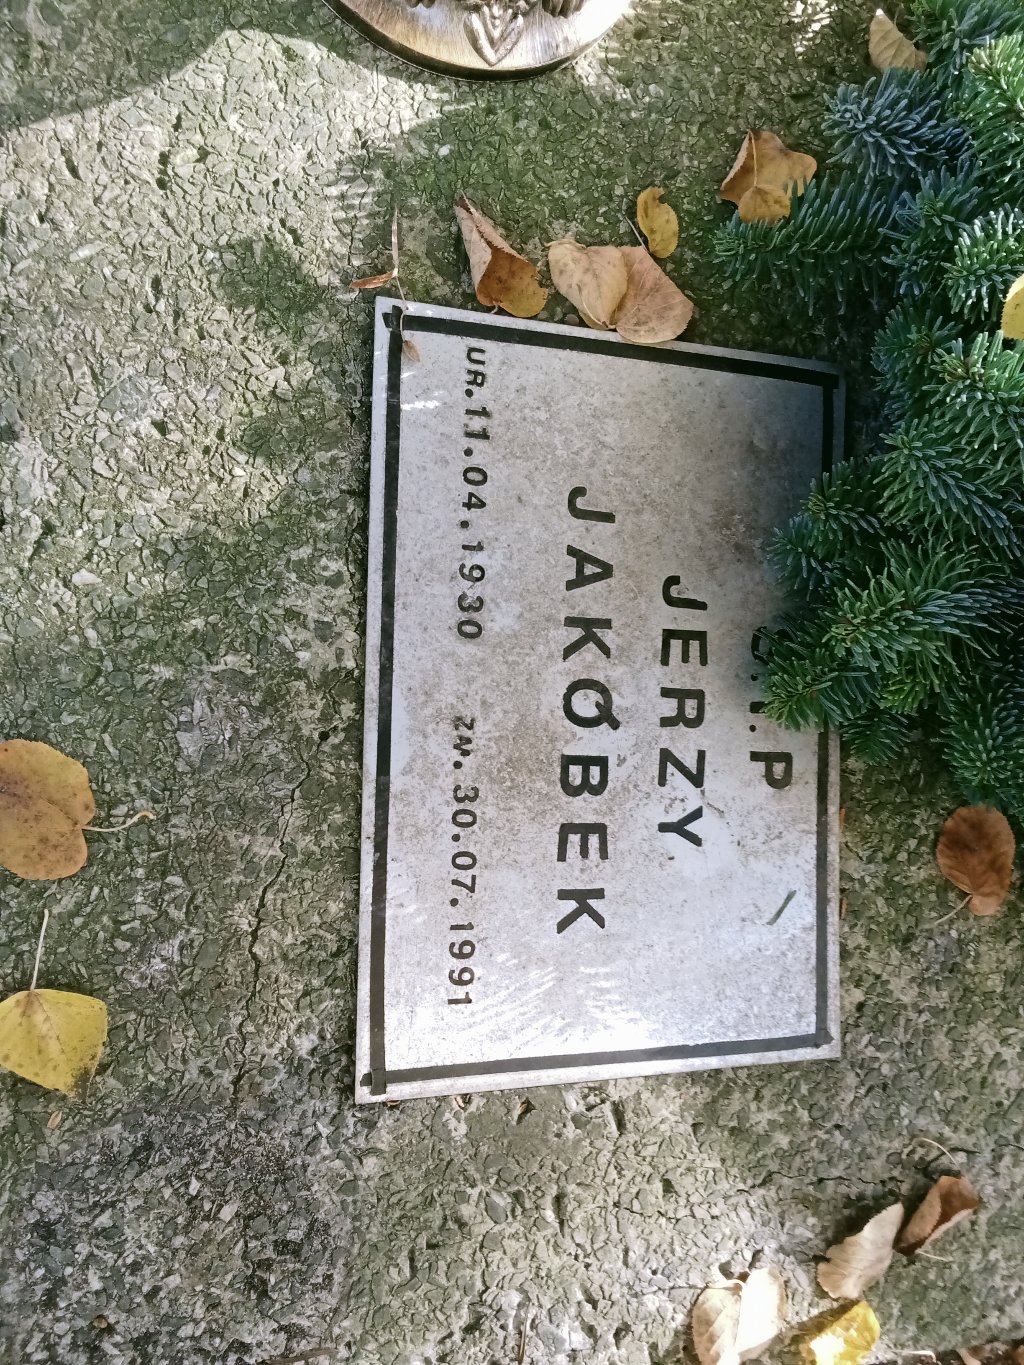 Ś.P
JERZY
JAKÓBEK
UR.11.04.1930 ZM.30.07.1991